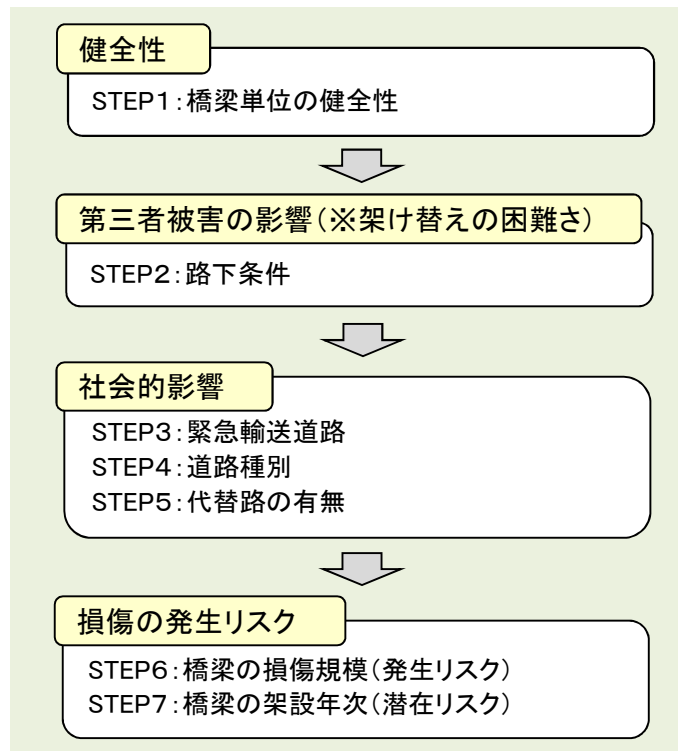 健全性
STEP1：橋梁単位の健全性
第三者被害の影響（※架け替えの困難さ）
STEP2：路下条件
社会的影響
STEP3：緊急輸送道路
STEP4：道路種別
STEP5：代替路の有無
損傷の発生リスク
STEP6：橋梁の損傷規模（発生リスク）
STEP7：橋梁の架設年次（潜在リスク）